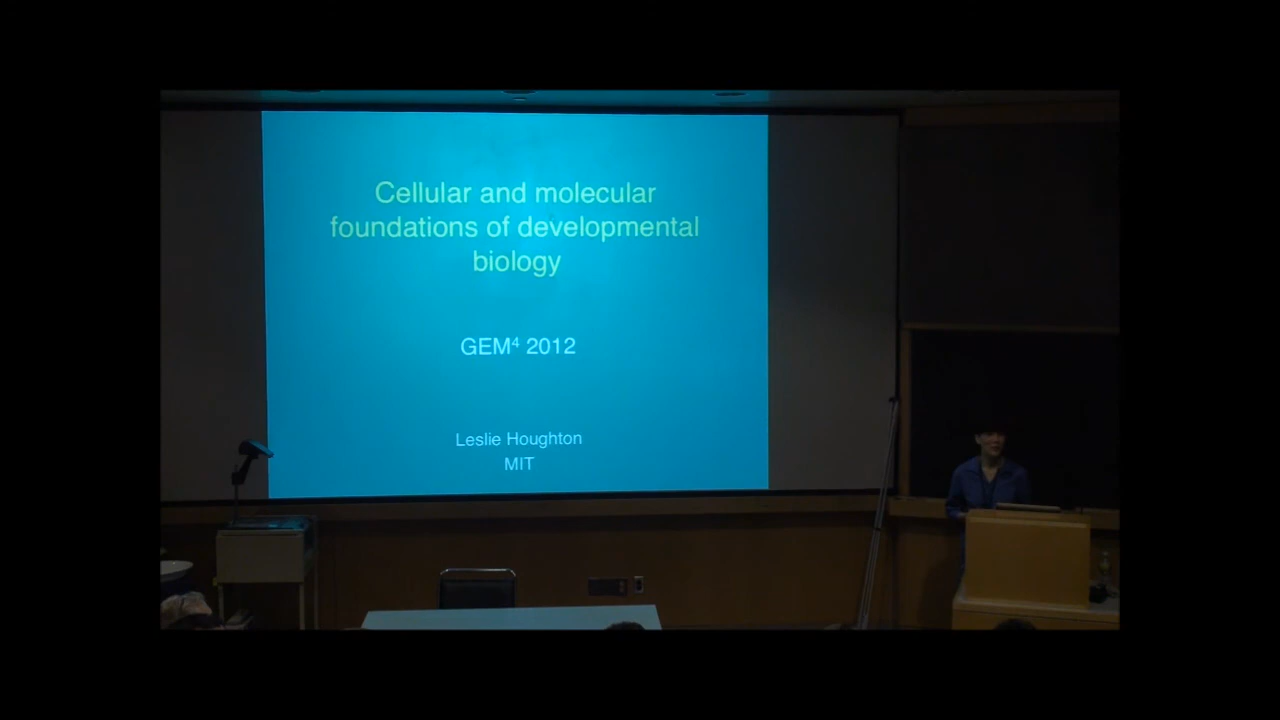 Cellular and molecular
foundations of developmental
biology
GEM⁴ 2012
Leslie Houghton
MIT